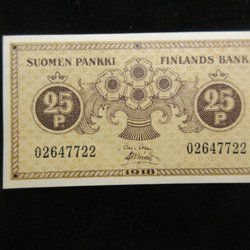 SUOMEN PANKKI FINLANDS BANK
25 P 25 P
02647722 02647722
1918